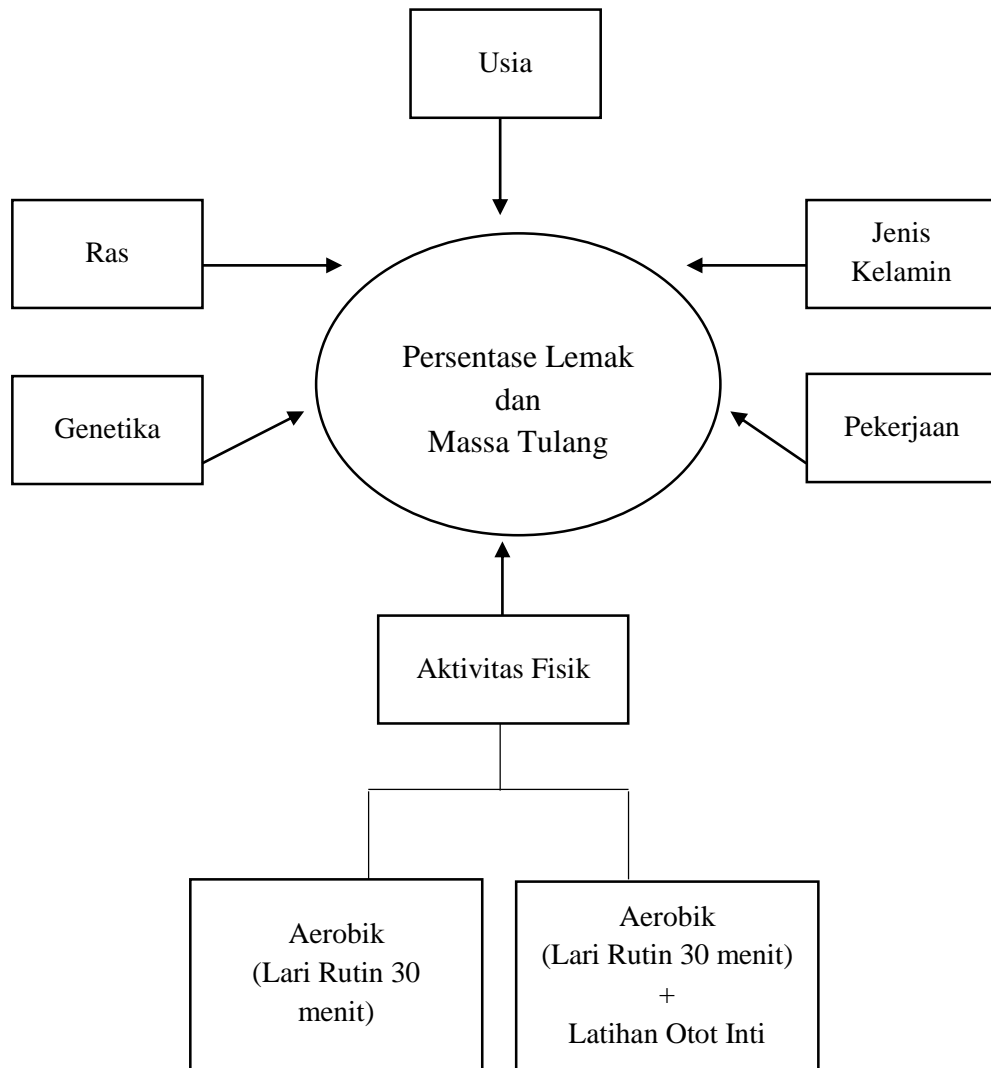 Usia
Ras
Jenis
Kelamin
Persentase Lemak
dan
Massa Tulang
Genetika
Pekerjaan
Aktivitas Fisik
Aerobik
(Lari Rutin 30
menit)
Aerobik
(Lari Rutin 30 menit)
+
Latihan Otot Inti